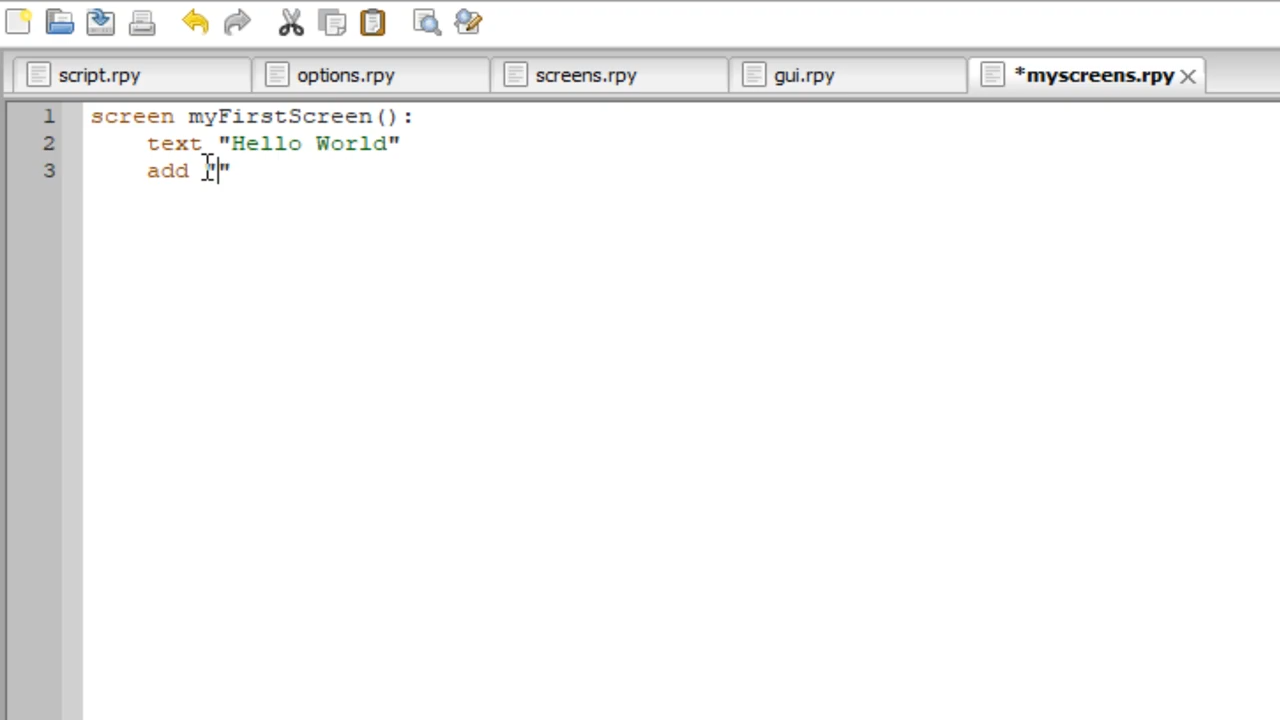 script.rpy options.rpy screens.rpy gui.rpy *myscreens.rpy
1 screen myFirstScreen():
2 text "Hello World"
3 add ""